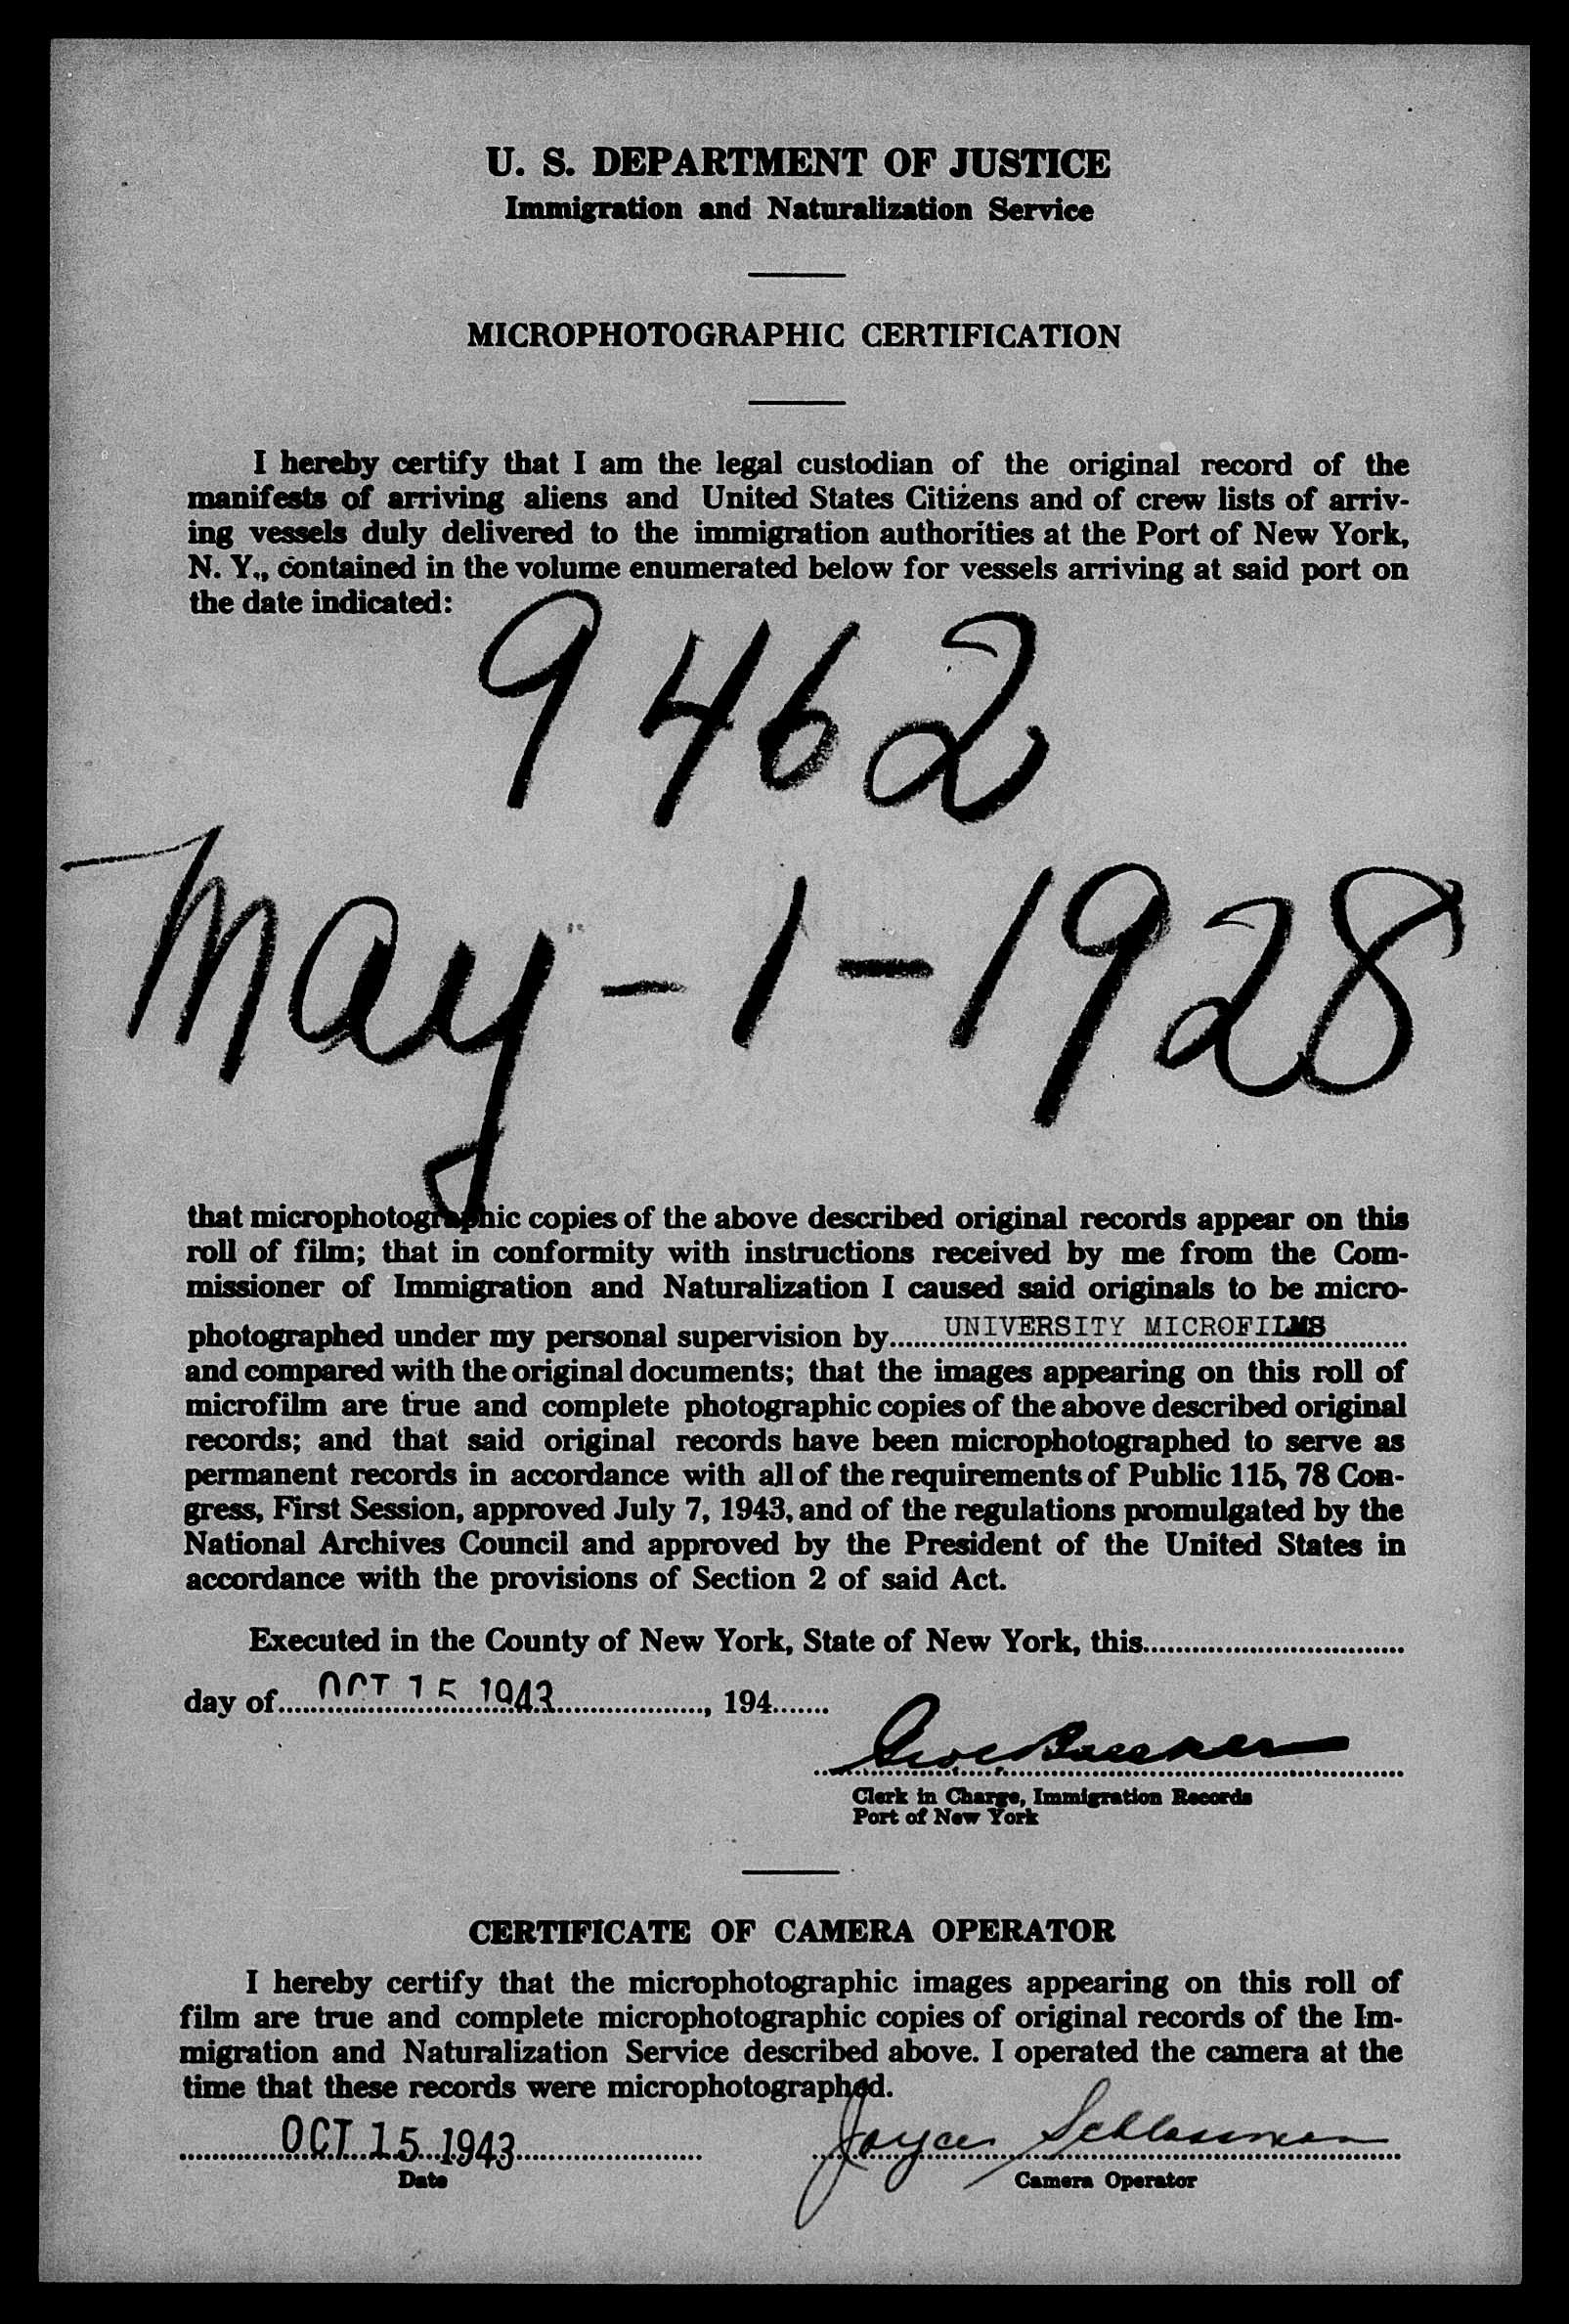 U. S. DEPARTMENT OF JUSTICE
Immigration and Naturalization Service
MICROPHOTOGRAPHIC CERTIFICATION
I hereby certify that I am the legal custodian of the original record of the
manifests of arriving aliens and United States Citizens and of crew lists of arriv-
ing vessels duly delivered to the immigration authorities at the Port of New York,
N. Y., contained in the volume enumerated below for vessels arriving at said port on
the date indicated:
9462
May - 1 - 1928
that microphotographic copies of the above described original records appear on this
roll of film; that in conformity with instructions received by me from the Com-
missioner of Immigration and Naturalization I caused said originals to be micro-
photographed under my personal supervision by UNIVERSITY MICROFILMS
and compared with the original documents; that the images appearing on this roll of
microfilm are true and complete photographic copies of the above described original
records; and that said original records have been microphotographed to serve as
permanent records in accordance with all of the requirements of Public 115, 78 Con-
gress, First Session, approved July 7, 1943, and of the regulations promulgated by the
National Archives Council and approved by the President of the United States in
accordance with the provisions of Section 2 of said Act.
Executed in the County of New York, State of New York, this
day of OCT 15 1943, 194
Clerk in Charge, Immigration Records
Port of New York
CERTIFICATE OF CAMERA OPERATOR
I hereby certify that the microphotographic images appearing on this roll of
film are true and complete microphotographic copies of original records of the Im-
migration and Naturalization Service described above. I operated the camera at the
time that these records were microphotographed.
OCT 15 1943 Joyce
Date Camera Operator